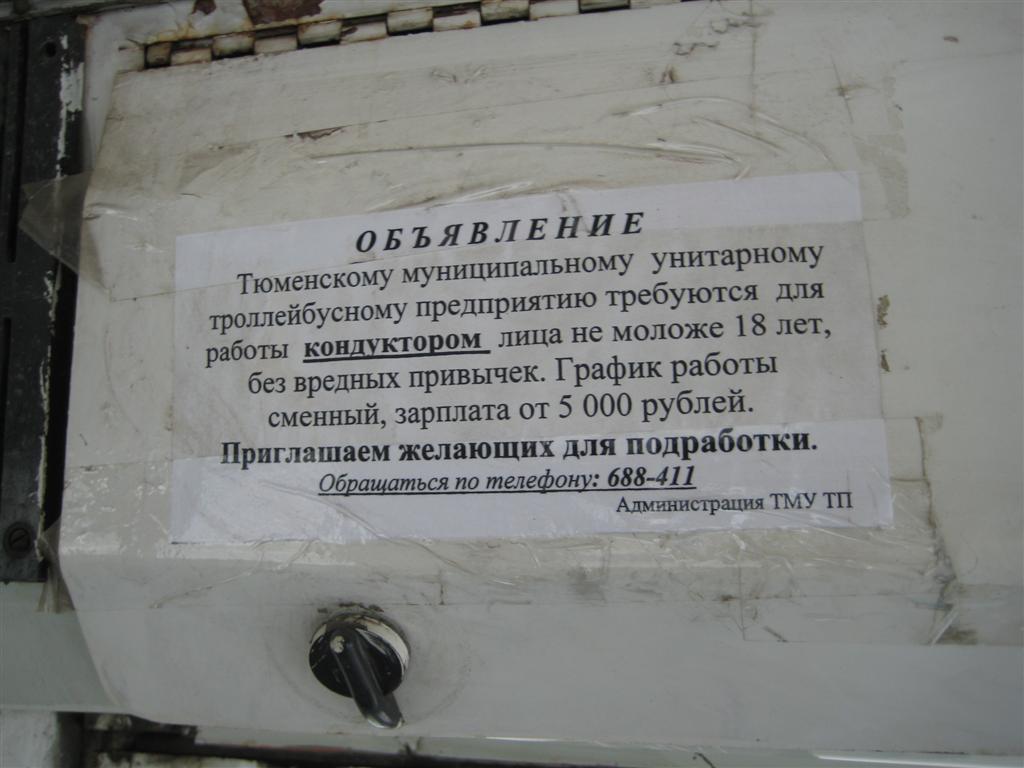 ОБЪЯВЛЕНИЕ
Тюменскому муниципальному унитарному
троллейбусному предприятию требуются для
работы кондуктором лица не моложе 18 лет,
без вредных привычек. График работы
сменный, зарплата от 5 000 рублей.
Приглашаем желающих для подработки.
Обращаться по телефону: 688-411
Администрация ТМУ ТП